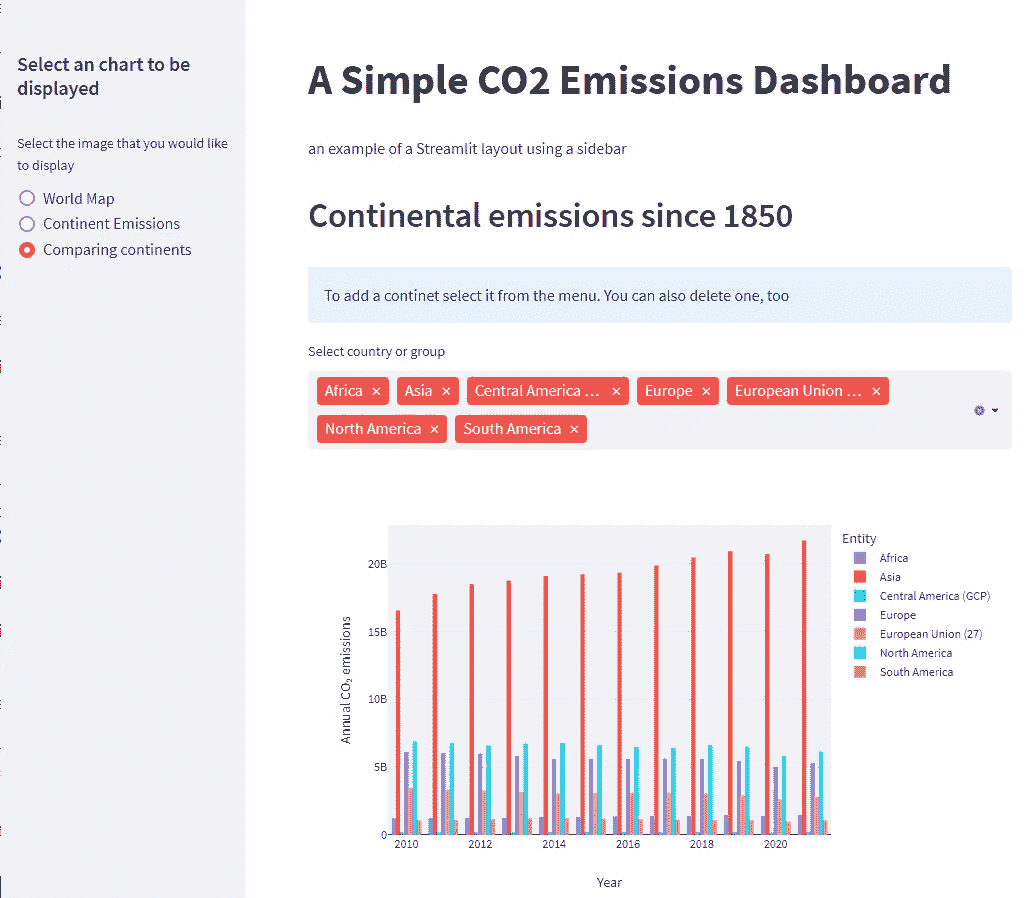 Select an chart to be
displayed
Select the image that you would like
to display
World Map
Continent Emissions
Comparing continents
A Simple CO2 Emissions Dashboard
an example of a Streamlit layout using a sidebar
Continental emissions since 1850
To add a continet select it from the menu. You can also delete one, too
Select country or group
Africa × Asia × Central America ... × Europe × European Union ... ×
North America × South America ×
Entity
Africa
Asia
Central America (GCP)
Europe
European Union (27)
North America
South America
Annual CO₂ emissions
20B
15B
10B
5B
0
2010 2012 2014 2016 2018 2020
Year